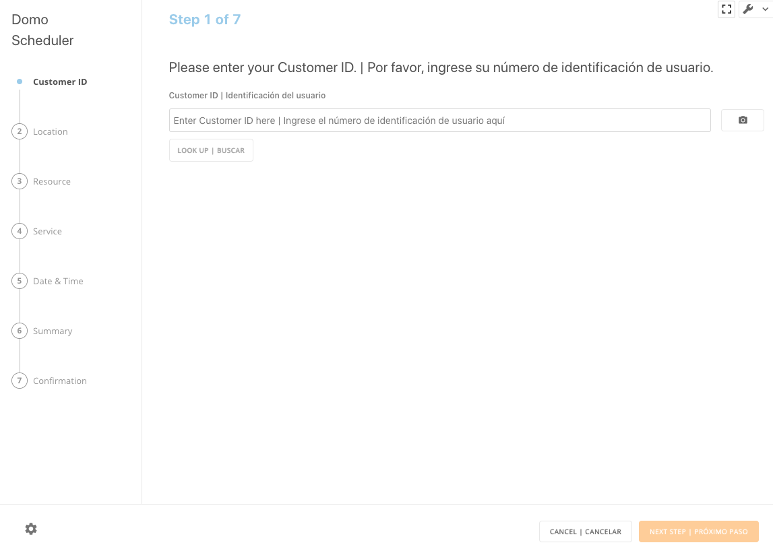 Domo
Scheduler
Customer ID
2 Location
3 Resource
4 Service
5 Date & Time
6 Summary
7 Confirmation
Step 1 of 7
Please enter your Customer ID. | Por favor, ingrese su número de identificación de usuario.
Customer ID | Identificación del usuario
Enter Customer ID here | Ingrese el número de identificación de usuario aquí
LOOK UP | BUSCAR
CANCEL | CANCELAR
NEXT STEP | PRÓXIMO PASO